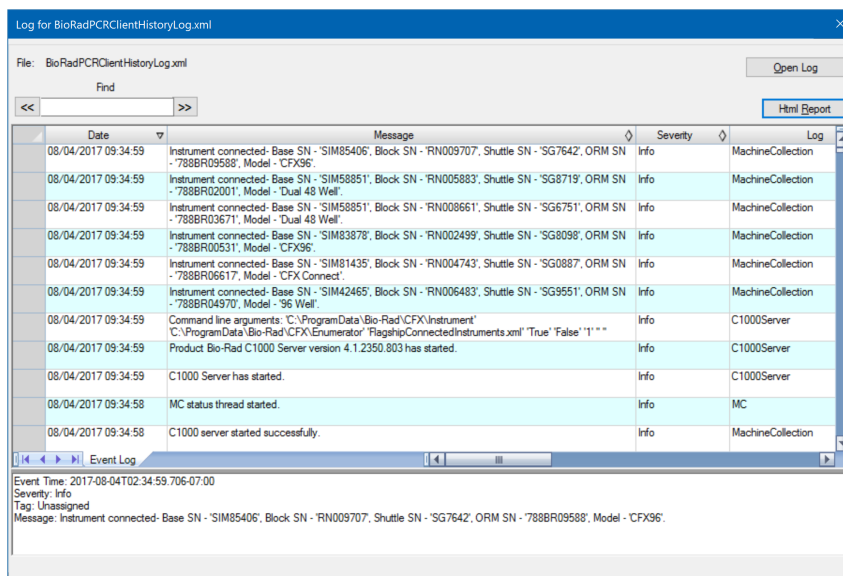 Log for BioRadPCRClientHistoryLog.xml
File: BioRadPCRClientHistoryLog.xml
Open Log
Find
<< >>
Html Report
Date Message Severity Log
08/04/2017 09:34:59 Instrument connected- Base SN - 'SIM85406', Block SN - 'RN009707', Shuttle SN - 'SG7642', ORM SN Info MachineCollection
- '788BR09588', Model - 'CFX96'.
08/04/2017 09:34:59 Instrument connected- Base SN - 'SIM58851', Block SN - 'RN005883', Shuttle SN - 'SG8719', ORM SN Info MachineCollection
- '788BR02001', Model - 'Dual 48 Well'.
08/04/2017 09:34:59 Instrument connected- Base SN - 'SIM58851', Block SN - 'RN008661', Shuttle SN - 'SG6751', ORM SN Info MachineCollection
- '788BR03671', Model - 'Dual 48 Well'.
08/04/2017 09:34:59 Instrument connected- Base SN - 'SIM83878', Block SN - 'RN002499', Shuttle SN - 'SG8098', ORM SN Info MachineCollection
- '788BR00531', Model - 'CFX96'.
08/04/2017 09:34:59 Instrument connected- Base SN - 'SIM81435', Block SN - 'RN004743', Shuttle SN - 'SG0887', ORM SN Info MachineCollection
- '788BR06617', Model - 'CFX Connect'.
08/04/2017 09:34:59 Instrument connected- Base SN - 'SIM42465', Block SN - 'RN006483', Shuttle SN - 'SG9551', ORM SN Info MachineCollection
- '788BR04970', Model - '96 Well'.
08/04/2017 09:34:59 Command line arguments: 'C:\ProgramData\Bio-Rad\CFX\Instrument' Info C1000Server
'C:\ProgramData\Bio-Rad\CFX\Enumerator' 'FlagshipConnectedInstruments.xml' 'True' 'False' '1' '' ''
08/04/2017 09:34:59 Product Bio-Rad C1000 Server version 4.1.2350.803 has started. Info C1000Server
08/04/2017 09:34:59 C1000 Server has started. Info C1000Server
08/04/2017 09:34:58 MC status thread started. Info MC
08/04/2017 09:34:58 C1000 server started successfully. Info MachineCollection
Event Log
Event Time: 2017-08-04T02:34:59.706-07:00
Severity: Info
Tag: Unassigned
Message: Instrument connected- Base SN - 'SIM85406', Block SN - 'RN009707', Shuttle SN - 'SG7642', ORM SN - '788BR09588', Model - 'CFX96'.